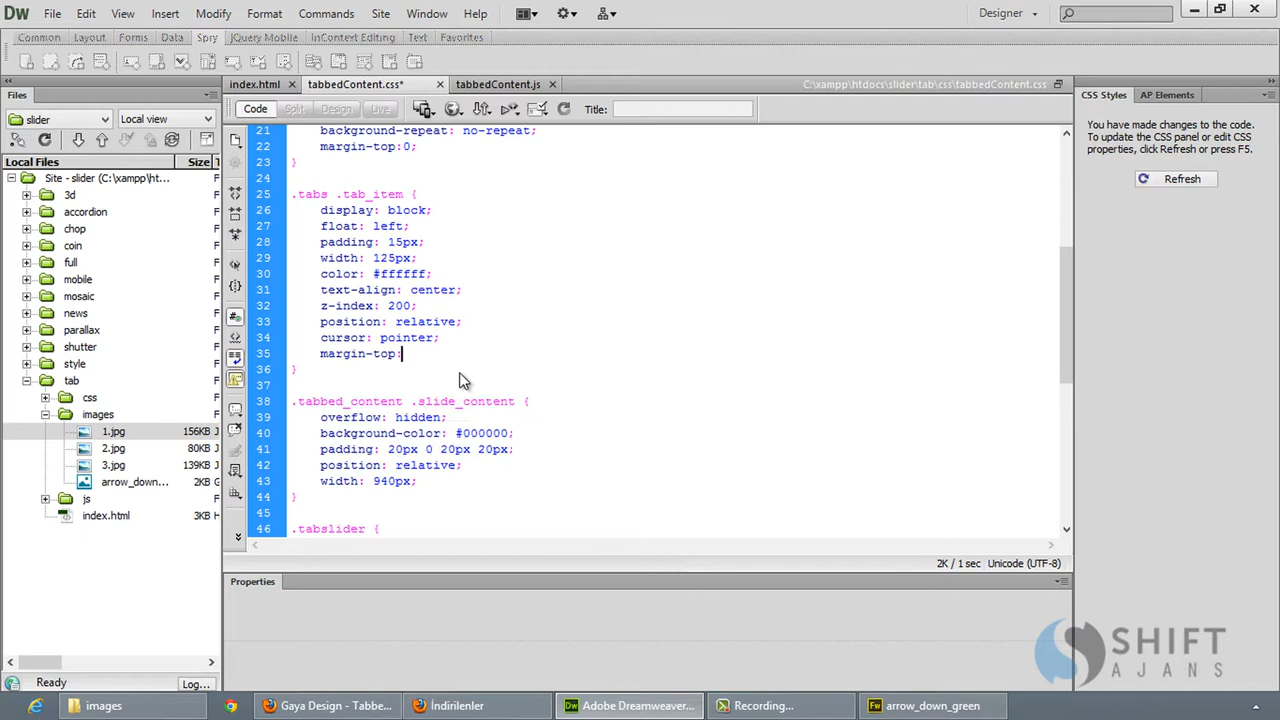 Dw File Edit View Insert Modify Format Commands Site Window Help Designer
Common Layout Forms Data Spry jQuery Mobile InContext Editing Text Favorites
Files
slider Local view
Local Files Size
Site - slider (C:\xampp\ht... F
3d F
accordion F
chop F
coin F
full F
mobile F
mosaic F
news F
parallax F
shutter F
style F
tab F
css F
images F
1.jpg 156KB J
2.jpg 80KB J
3.jpg 139KB J
arrow_down... 2KB G
js F
index.html 3KB H
Ready Log...
index.html tabbedContent.css* tabbedContent.js C:\xampp\htdocs\slider\tab\css\tabbedContent.css
Code Split Design Live Title:
21 background-repeat: no-repeat;
22 margin-top:0;
23 }
24
25 .tabs .tab_item {
26 display: block;
27 float: left;
28 padding: 15px;
29 width: 125px;
30 color: #ffffff;
31 text-align: center;
32 z-index: 200;
33 position: relative;
34 cursor: pointer;
35 margin-top:
36 }
37
38 .tabbed_content .slide_content {
39 overflow: hidden;
40 background-color: #000000;
41 padding: 20px 0 20px 20px;
42 position: relative;
43 width: 940px;
44 }
45
46 .tabslider {
2K / 1 sec Unicode (UTF-8)
Properties
CSS Styles AP Elements
You have made changes to the code.
To update the CSS panel or edit CSS
properties, click Refresh or press F5.
Refresh
SHIFT
AJANS
images Gaya Design - Tabbe... İndirilenler Dw Adobe Dreamweaver... Recording... Fw arrow_down_green